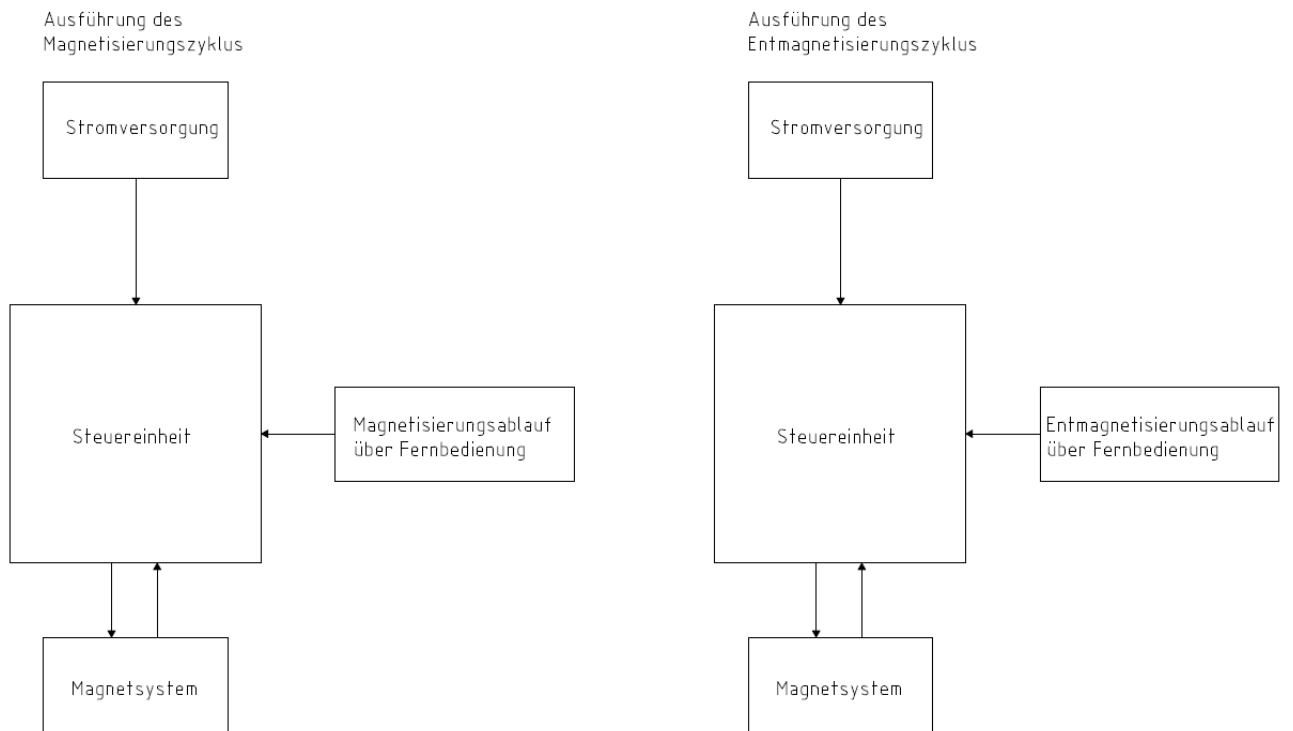 Ausführung des
Magnetisierungszyklus
Stromversorgung
Steuereinheit
Magnetisierungsablauf
über Fernbedienung
Magnetsystem
Ausführung des
Entmagnetisierungszyklus
Stromversorgung
Steuereinheit
Entmagnetisierungsablauf
über Fernbedienung
Magnetsystem